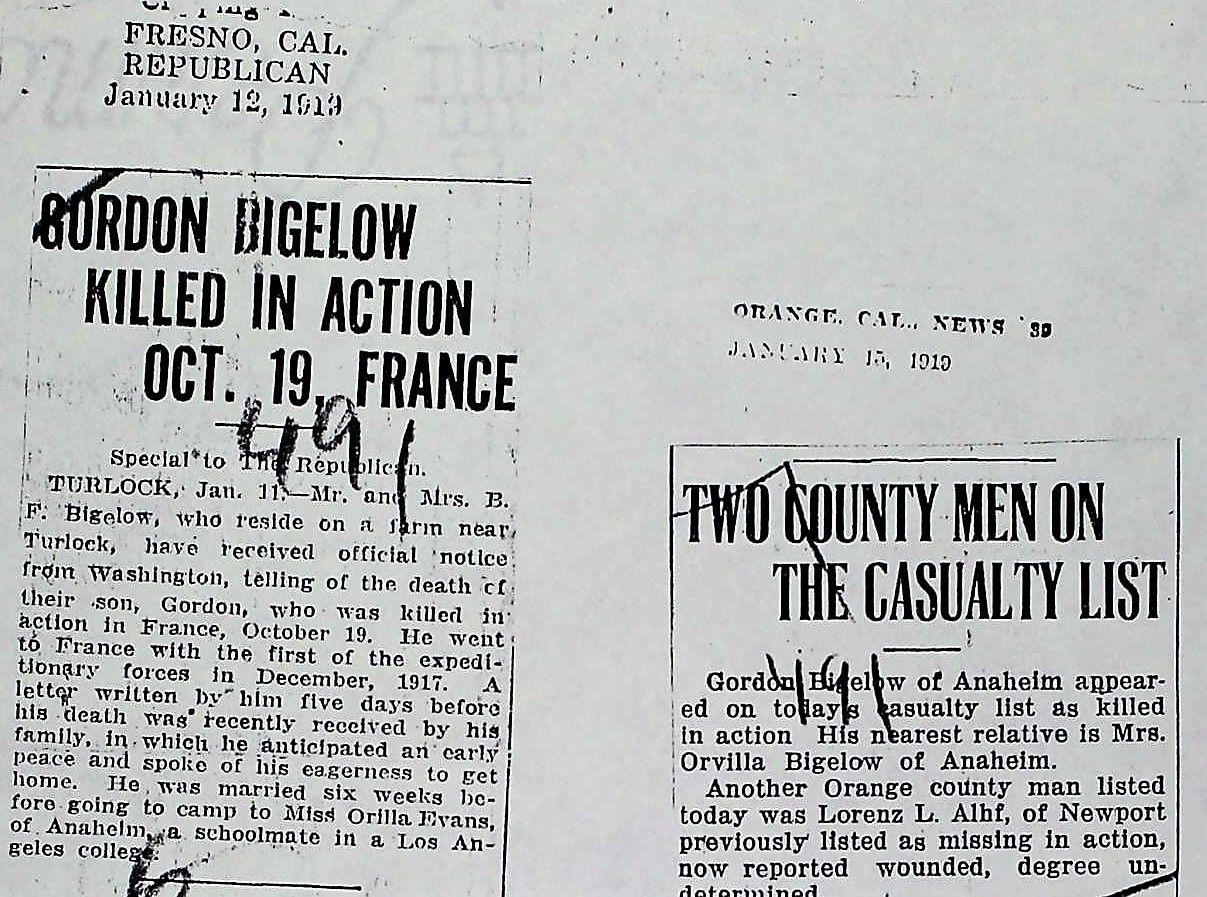 FRESNO, CAL.
REPUBLICAN
January 12, 1919
GORDON BIGELOW
KILLED IN ACTION
OCT. 19, FRANCE
491
Special to The Republican.
TURLOCK, Jan. 11.—Mr. and Mrs. B.
F. Bigelow, who reside on a farm near
Turlock, have received official notice
from Washington, telling of the death of
their son, Gordon, who was killed in
action in France, October 19. He went
to France with the first of the expedi-
tionary forces in December, 1917. A
letter written by him five days before
his death was recently received by his
family, in which he anticipated an early
peace and spoke of his eagerness to get
home. He was married six weeks be-
fore going to camp to Miss Orilla Evans,
of Anaheim, a schoolmate in a Los An-
geles college.
ORANGE, CAL., NEWS
JANUARY 15, 1919
TWO COUNTY MEN ON
THE CASUALTY LIST
491
Gordon Bigelow of Anaheim appear-
ed on today's casualty list as killed
in action His nearest relative is Mrs.
Orvilla Bigelow of Anaheim.
Another Orange county man listed
today was Lorenz L. Alhf, of Newport
previously listed as missing in action,
now reported wounded, degree un-
determined